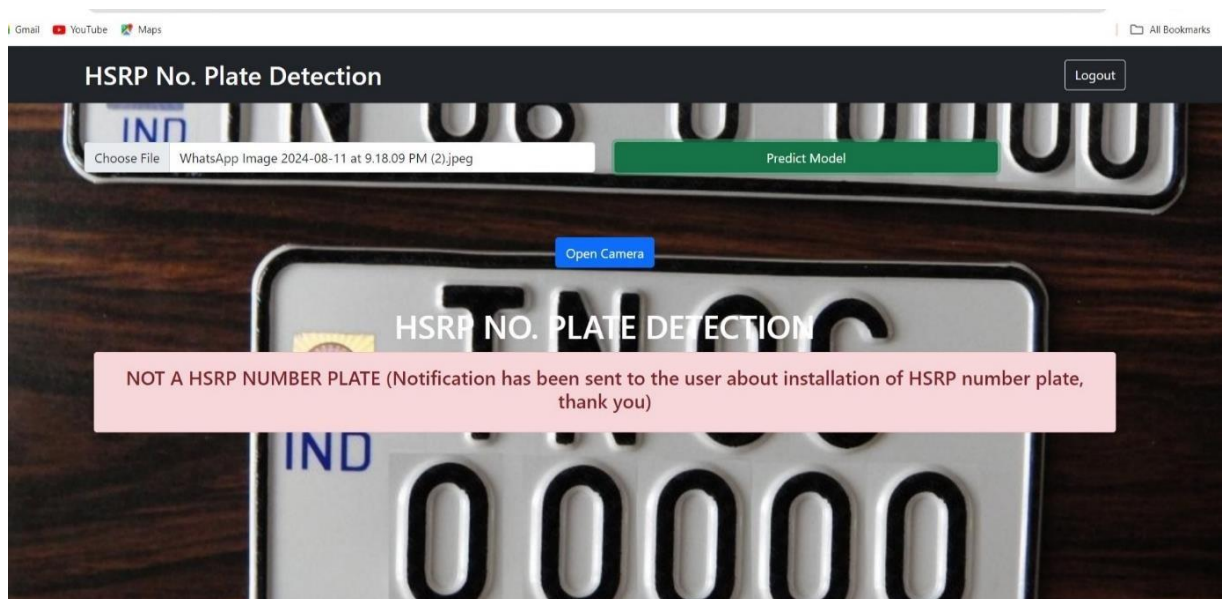 Gmail YouTube Maps All Bookmarks
HSRP No. Plate Detection Logout
IND
Choose File WhatsApp Image 2024-08-11 at 9.18.09 PM (2).jpeg Predict Model
Open Camera
HSRP NO. PLATE DETECTION
NOT A HSRP NUMBER PLATE (Notification has been sent to the user about installation of HSRP number plate,
thank you)
IND
00000